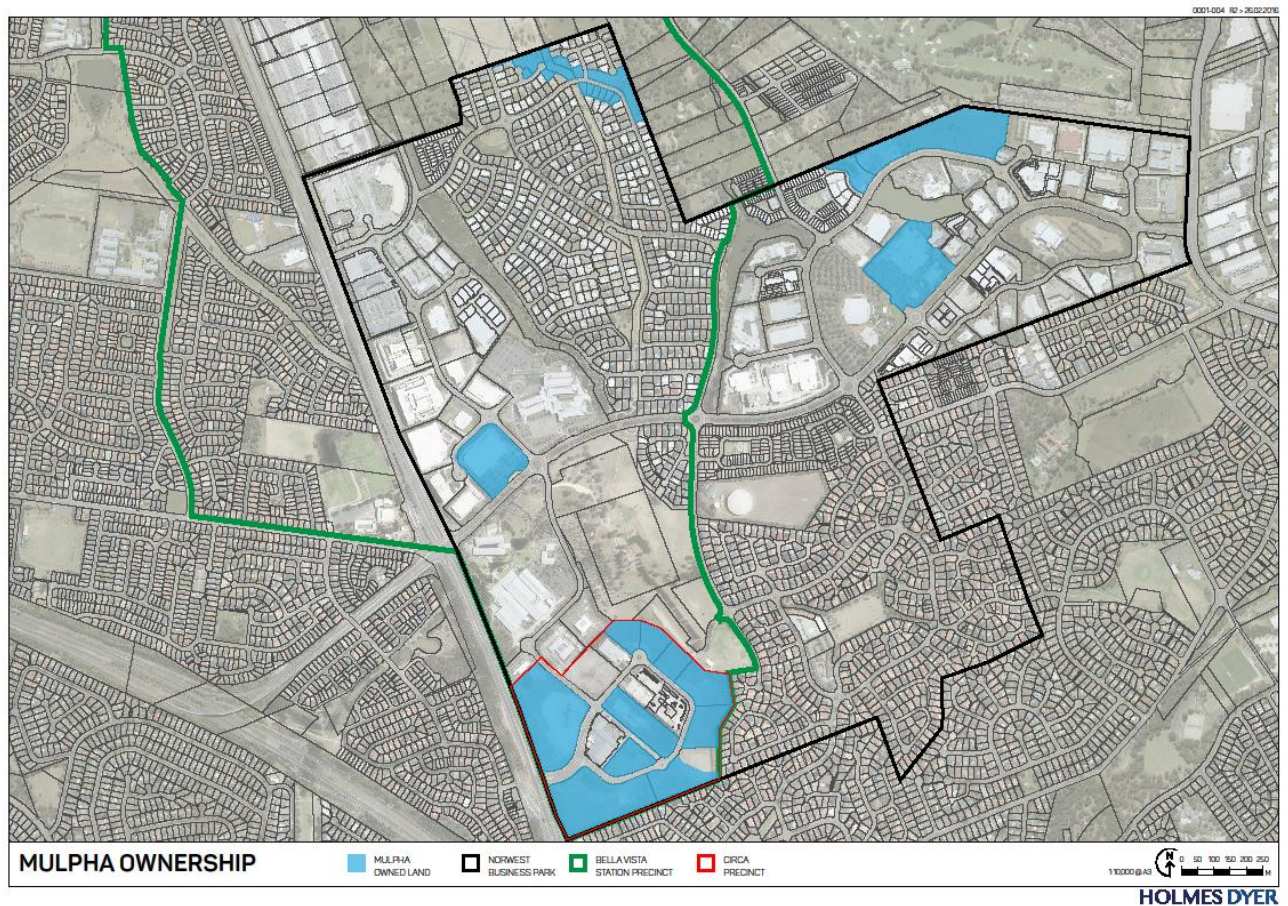 0001-004 R2 > 26.02.2016
MULPHA OWNERSHIP
MULPHA
OWNED LAND
NORWEST
BUSINESS PARK
BELLA VISTA
STATION PRECINCT
CIRCA
PRECINCT
1:10,000 @ A3
N
0 50 100 150 200 250
M
HOLMES DYER